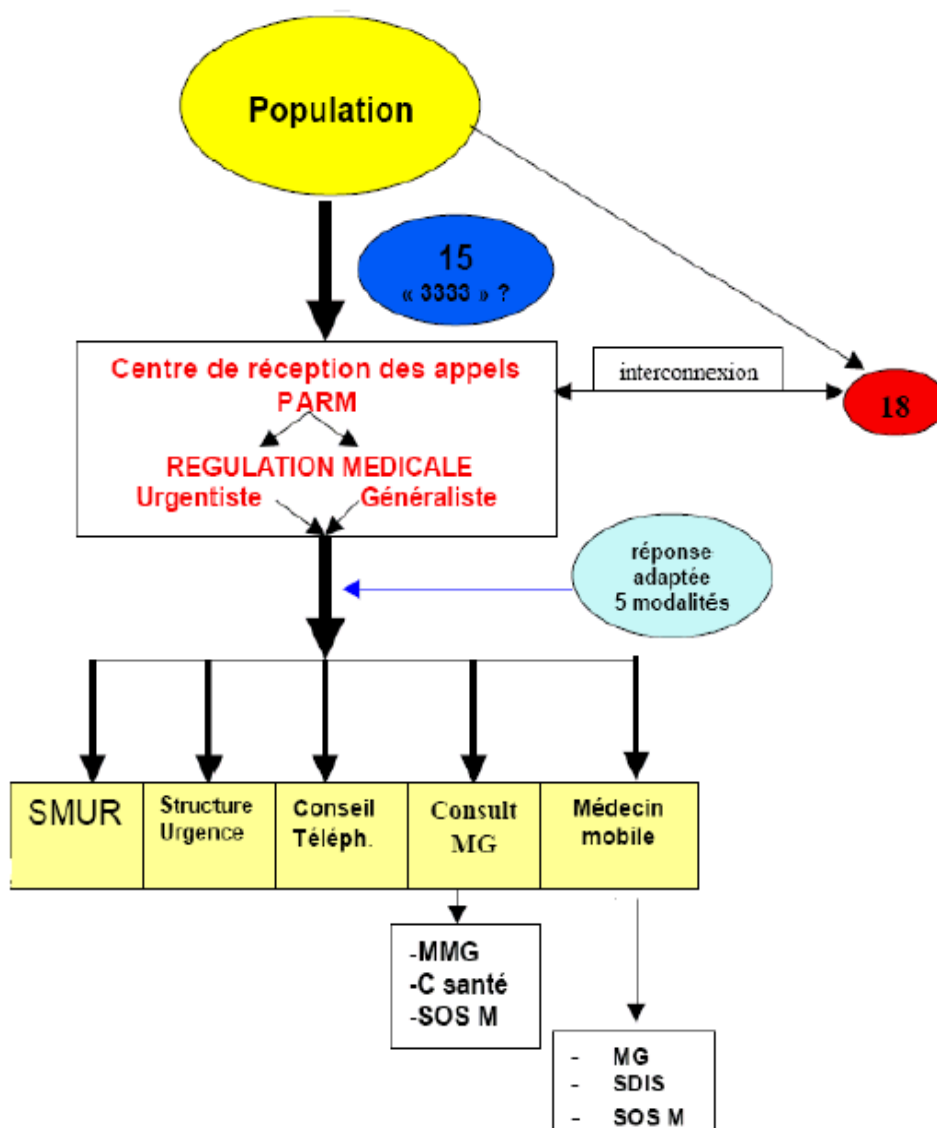 Population
15
« 3333 » ?
Centre de réception des appels
PARM
interconnexion
18
REGULATION MEDICALE
Urgentiste Généraliste
réponse
adaptée
5 modalités
SMUR
Structure
Urgence
Conseil
Téléph.
Consult
MG
Médecin
mobile
-MMG
-C santé
-SOS M
- MG
- SDIS
- SOS M